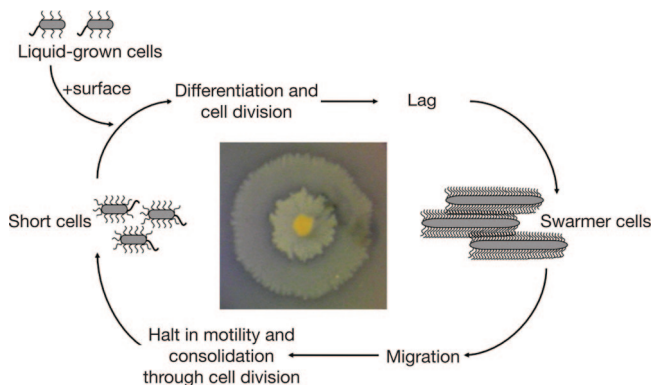 Liquid-grown cells
+surface
Differentiation and
cell division
Lag
Swarmer cells
Migration
Halt in motility and
consolidation
through cell division
Short cells